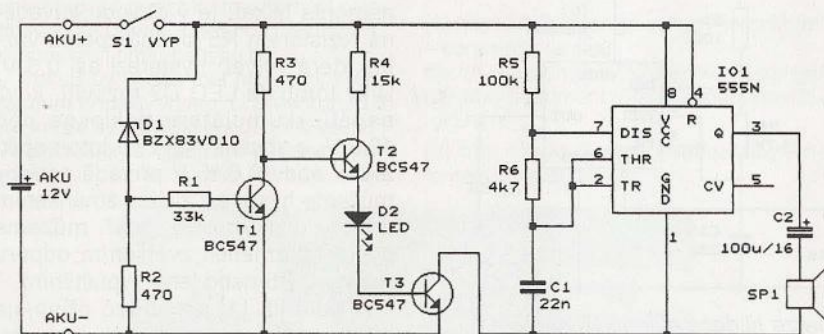 AKU+
S1
VYP
R3
470
R4
15k
R5
100k
IO1
555N
8
4
D1
BZX83V010
T2
BC547
7
DIS
VCC
R
Q
3
6
THR
2
TR
GND
CV
5
AKU
12V
R1
33k
R6
4k7
T1
BC547
D2
LED
C2
+
100u/16
R2
470
T3
BC547
C1
22n
1
SP1
AKU-